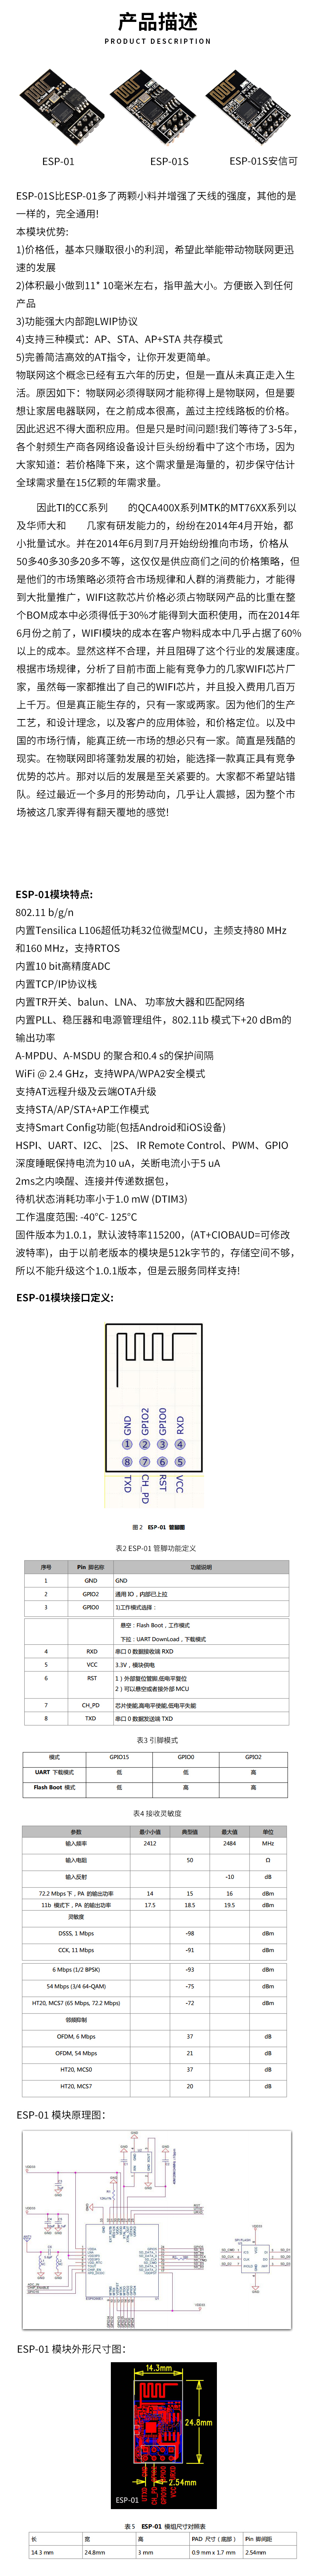 产品描述
PRODUCT DESCRIPTION
ESP-01 ESP-01S ESP-01S安信可
ESP-01S比ESP-01多了两颗小料并增强了天线的强度，其他的是
一样的，完全通用!
本模块优势:
1)价格低，基本只赚取很小的利润，希望此举能带动物联网更迅
速的发展
2)体积最小做到11* 10毫米左右，指甲盖大小。方便嵌入到任何
产品
3)功能强大内部跑LWIP协议
4)支持三种模式：AP、STA、AP+STA 共存模式
5)完善简洁高效的AT指令，让你开发更简单。
物联网这个概念已经有五六年的历史，但是一直从未真正走入生
活。原因如下：物联网必须得联网才能称得上是物联网，但是要
想让家居电器联网，在之前成本很高，盖过主控线路板的价格。
因此迟迟不得大面积应用。但是只是时间问题!我们等待了3-5年，
各个射频生产商各网络设备设计巨头纷纷看中了这个市场，因为
大家知道：若价格降下来，这个需求量是海量的，初步保守估计
全球需求量在15亿颗的年需求量。
因此TI的CC系列 的QCA400X系列MTK的MT76XX系列以
及华师大和 几家有研发能力的，纷纷在2014年4月开始，都
小批量试水。并在2014年6月到7月开始纷纷推向市场，价格从
50多40多30多20多不等，这仅仅是供应商们之间的价格策略，但
是他们的市场策略必须符合市场规律和人群的消费能力，才能得
到大批量推广，WIFI这款芯片价格必须占物联网产品的比重在整
个BOM成本中必须得低于30%才能得到大面积使用，而在2014年
6月份之前了，WIFI模块的成本在客户物料成本中几乎占据了60%
以上的成本。显然这样不合理，并且阻碍了这个行业的发展速度。
根据市场规律，分析了目前市面上能有竞争力的几家WIFI芯片厂
家，虽然每一家都推出了自己的WIFI芯片，并且投入费用几百万
上千万。但是真正能生存的，只有一家或两家。因为他们的生产
工艺，和设计理念，以及客户的应用体验，和价格定位。以及中
国的市场行情，能真正统一市场的想必只有一家。简直是残酷的
现实。在物联网即将蓬勃发展的初始，能选择一款真正具有竞争
优势的芯片。那对以后的发展是至关紧要的。大家都不希望站错
队。经过最近一个多月的形势动向，几乎让人震撼，因为整个市
场被这几家弄得有翻天覆地的感觉!
ESP-01模块特点:
802.11 b/g/n
内置Tensilica L106超低功耗32位微型MCU，主频支持80 MHz
和160 MHz，支持RTOS
内置10 bit高精度ADC
内置TCP/IP协议栈
内置TR开关、balun、LNA、 功率放大器和匹配网络
内置PLL、稳压器和电源管理组件，802.11b 模式下+20 dBm的
输出功率
A-MPDU、A-MSDU 的聚合和0.4 s的保护间隔
WiFi @ 2.4 GHz，支持WPA/WPA2安全模式
支持AT远程升级及云端OTA升级
支持STA/AP/STA+AP工作模式
支持Smart Config功能(包括Android和iOS设备)
HSPI、UART、I2C、 |2S、 IR Remote Control、PWM、GPIO
深度睡眠保持电流为10 uA，关断电流小于5 uA
2ms之内唤醒、连接并传递数据包，
待机状态消耗功率小于1.0 mW (DTIM3)
工作温度范围: -40°C- 125°C
固件版本为1.0.1，默认波特率115200，(AT+CIOBAUD=可修改
波特率)，由于以前老版本的模块是512k字节的，存储空间不够，
所以不能升级这个1.0.1版本，但是云服务同样支持!
ESP-01模块接口定义:
GND GPIO2 GPIO0 RXD
1 2 3 4
8 7 6 5
TXD CH_PD RST VCC
图 2 ESP-01 管脚图
表2 ESP-01 管脚功能定义
序号 Pin 脚名称 功能说明
1 GND GND
2 GPIO2 通用 IO，内部已上拉
3 GPIO0 1)工作模式选择：
悬空：Flash Boot，工作模式
下拉：UART DownLoad，下载模式
4 RXD 串口 0 数据接收端 RXD
5 VCC 3.3V，模块供电
6 RST 1）外部复位管脚,低电平复位
2）可以悬空或者接外部 MCU
7 CH_PD 芯片使能,高电平使能,低电平失能
8 TXD 串口 0 数据发送端 TXD
表3 引脚模式
模式 GPIO15 GPIO0 GPIO2
UART 下载模式 低 低 高
Flash Boot 模式 低 高 高
表4 接收灵敏度
参数 最小小值 典型值 最大值 单位
输入频率 2412 2484 MHz
输入电阻 50 Ω
输入反射 -10 dB
72.2 Mbps 下，PA 的输出功率 14 15 16 dBm
11b 模式下，PA 的输出功率 17.5 18.5 19.5 dBm
灵敏度
DSSS, 1 Mbps -98 dBm
CCK, 11 Mbps -91 dBm
6 Mbps (1/2 BPSK) -93 dBm
54 Mbps (3/4 64-QAM) -75 dBm
HT20, MCS7 (65 Mbps, 72.2 Mbps) -72 dBm
邻频抑制
OFDM, 6 Mbps 37 dB
OFDM, 54 Mbps 21 dB
HT20, MCS0 37 dB
HT20, MCS7 20 dB
ESP-01 模块原理图：
ESP-01 模块外形尺寸图：
14.3mm
24.8mm
2.54mm
ESP-01
表 5 ESP-01 模组尺寸对照表
长 宽 高 PAD 尺寸（底部） Pin 脚间距
14.3 mm 24.8mm 3 mm 0.9 mm x 1.7 mm 2.54mm